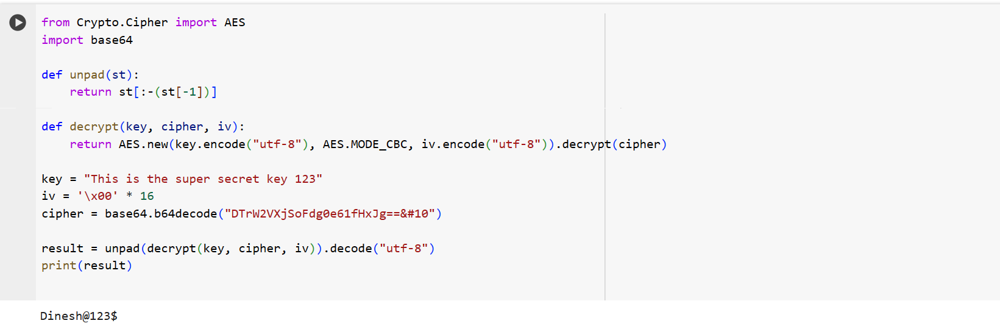 from Crypto.Cipher import AES
import base64
def unpad(st):
    return st[:-(st[-1])]
def decrypt(key, cipher, iv):
    return AES.new(key.encode("utf-8"), AES.MODE_CBC, iv.encode("utf-8")).decrypt(cipher)
key = "This is the super secret key 123"
iv = '\x00' * 16
cipher = base64.b64decode("DTrW2VXjSoFdg0e61fHxJg==&#10")
result = unpad(decrypt(key, cipher, iv)).decode("utf-8")
print(result)
Dinesh@123$